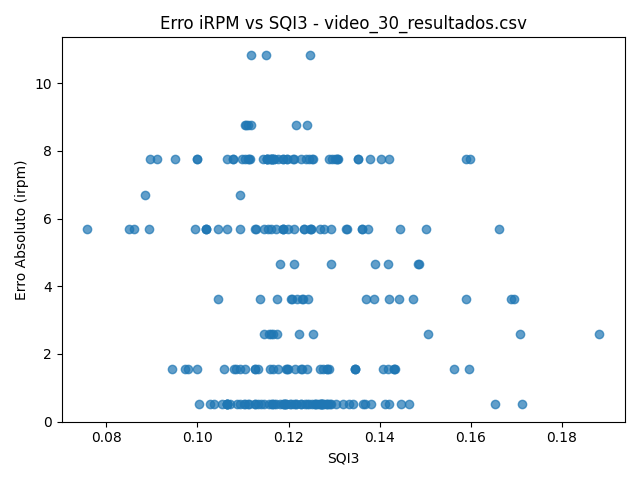 Erro iRPM vs SQI3 - video_30_resultados.csv
10
8
6
4
2
0
Erro Absoluto (irpm)
0.08 0.10 0.12 0.14 0.16 0.18
SQI3